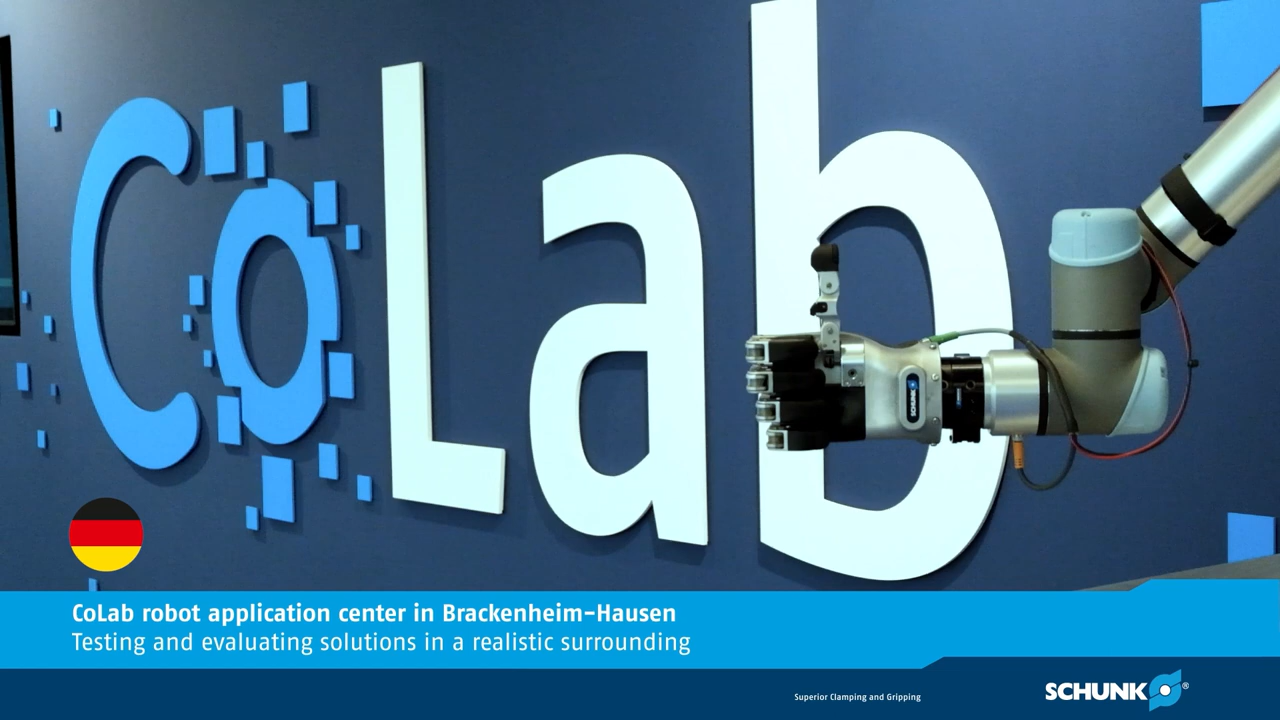 CoLab
SCHUNK
CoLab robot application center in Brackenheim-Hausen
Testing and evaluating solutions in a realistic surrounding
Superior Clamping and Gripping
SCHUNK ®